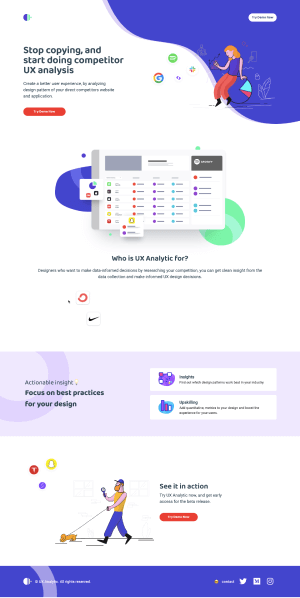 Try Demo Now
Stop copying, and
start doing competitor
UX analysis
Create a better user experience, by analyzing
design pattern of your direct competitors website
and application.
Try Demo Now
Who is UX Analytic for?
Designers who want to make data-informed decisions by researching your competition, you can get clean insight from the
data collection and make informed UX design decisions.
Actionable insight
Focus on best practices
for your design
Insights
Find out which design patterns work best in your industry
Upskilling
Add quantitative metrics to your design and boost the
experience for your users.
See it in action
Try UX Analytic now, and get early
access for the beta release.
Try Demo Now
© UX Analytic. All rights reserved
connect